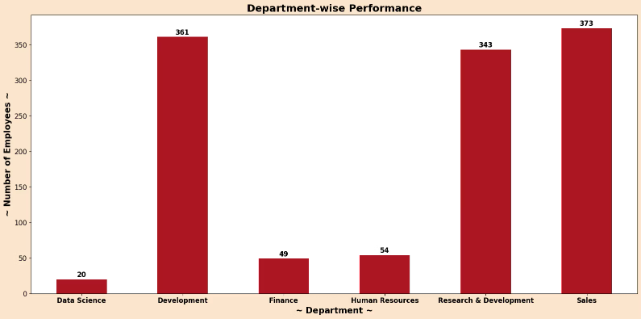 Department-wise Performance
~ Number of Employees ~
350
300
250
200
150
100
50
0
20
361
49
54
343
373
Data Science
Development
Finance
Human Resources
Research & Development
Sales
~ Department ~